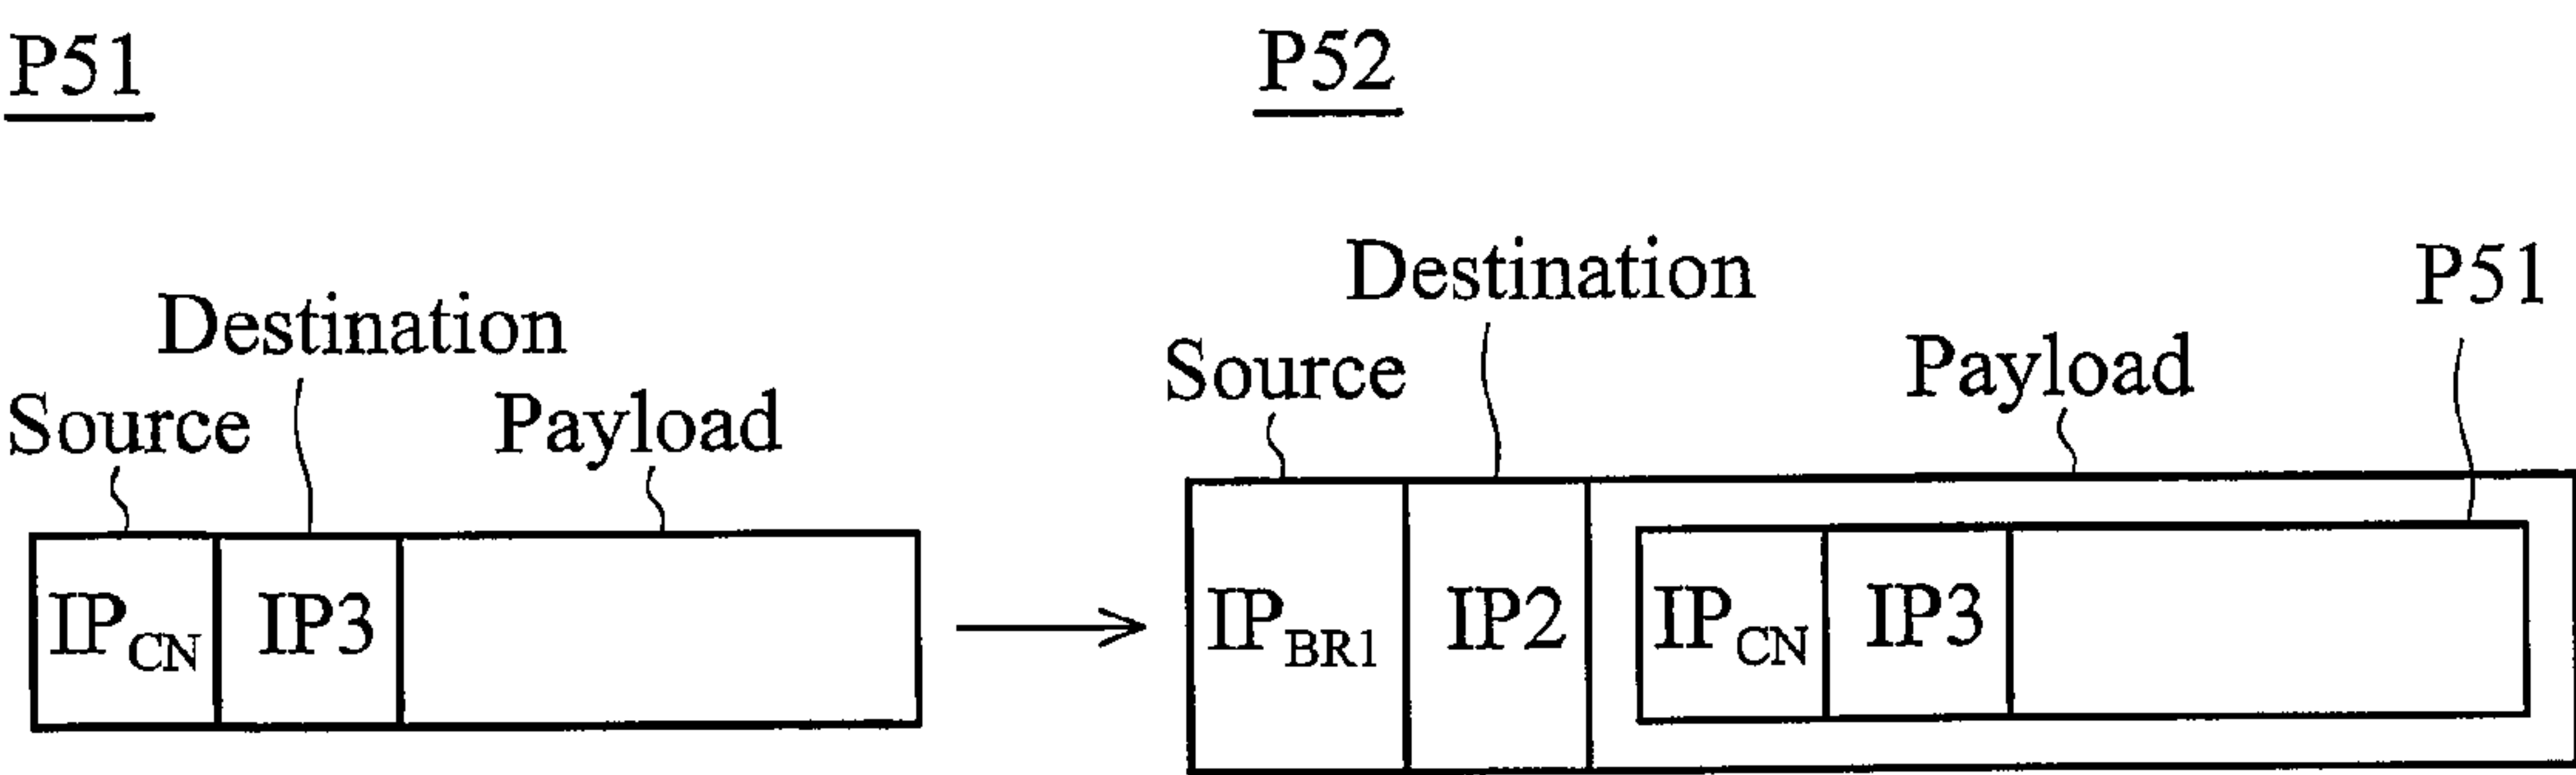 P51
P52
Destination
Source
Payload
IP_CN IP3
Destination
P51
Source
Payload
IP_BR1 IP2 IP_CN IP3